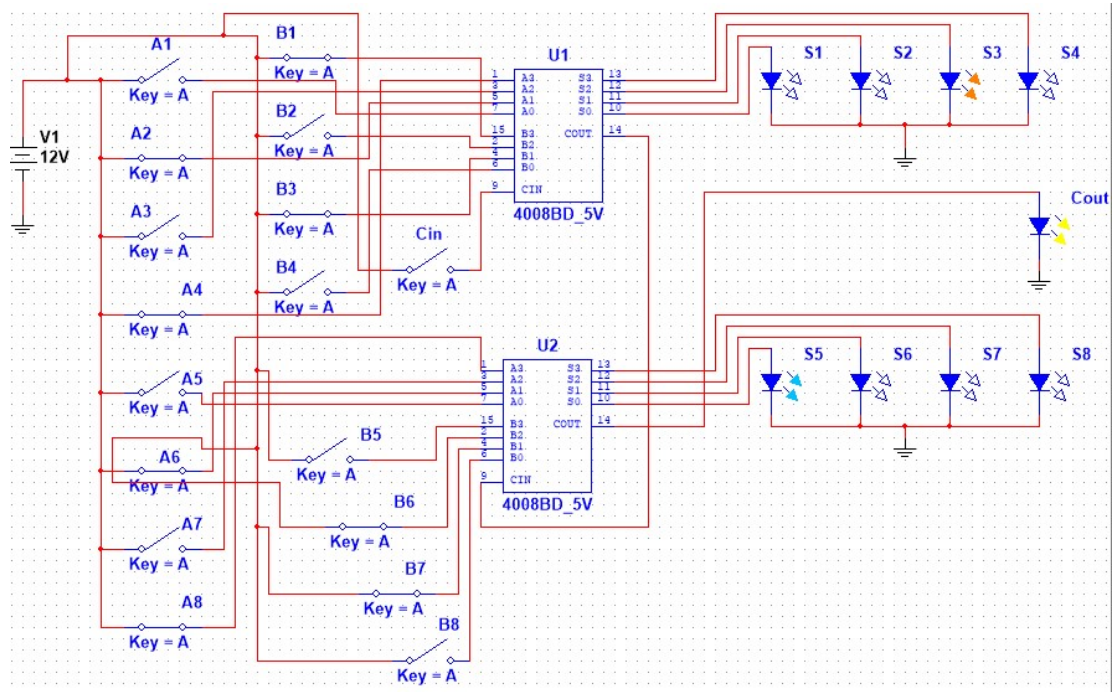 V1
12V
A1
Key = A
A2
Key = A
A3
Key = A
A4
Key = A
A5
Key = A
A6
Key = A
A7
Key = A
A8
Key = A
B1
Key = A
B2
Key = A
B3
Key = A
B4
Key = A
Cin
Key = A
B5
Key = A
B6
Key = A
B7
Key = A
B8
Key = A
U1
1 A3 S3 13
3 A2 S2 12
5 A1 S1 11
7 A0 S0 10
15 B3 COUT 14
2 B2
4 B1
6 B0
9 CIN
4008BD_5V
U2
1 A3 S3 13
3 A2 S2 12
5 A1 S1 11
7 A0 S0 10
15 B3 COUT 14
2 B2
4 B1
6 B0
9 CIN
4008BD_5V
S1 S2 S3 S4
Cout
S5 S6 S7 S8